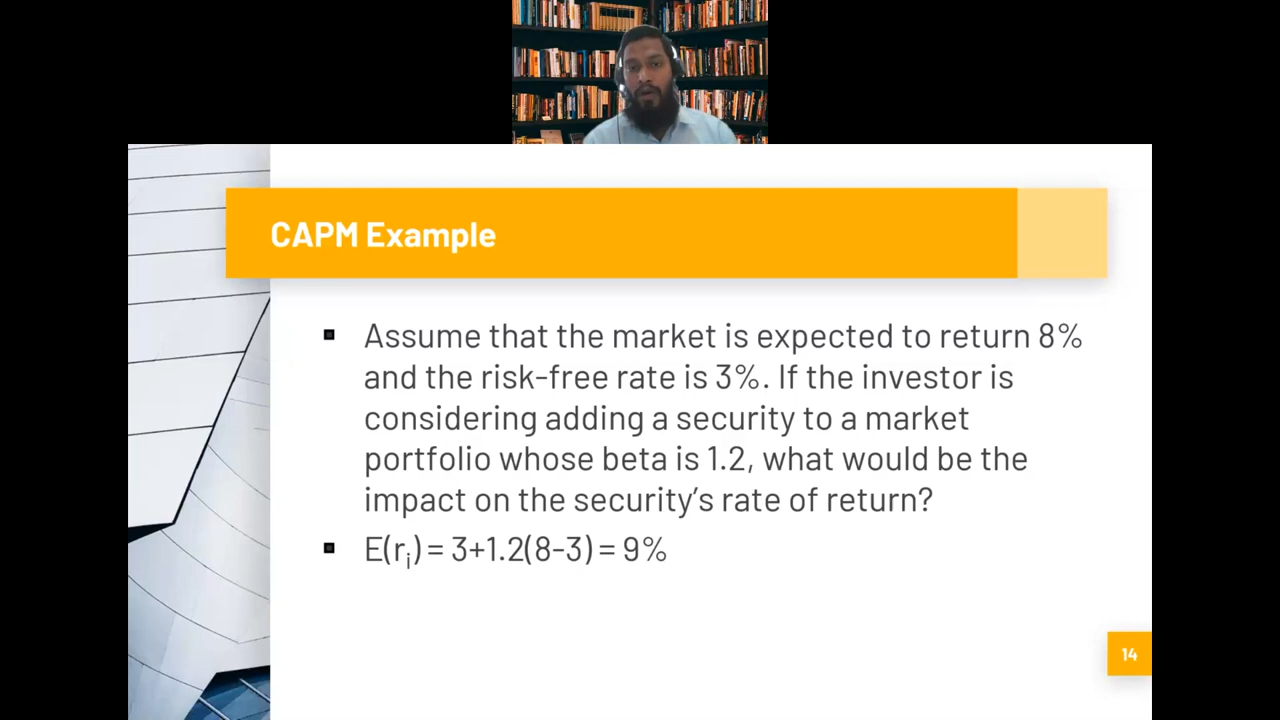 CAPM Example
▪ Assume that the market is expected to return 8%
and the risk-free rate is 3%. If the investor is
considering adding a security to a market
portfolio whose beta is 1.2, what would be the
impact on the security’s rate of return?
▪ E(rᵢ) = 3+1.2(8-3) = 9%
14